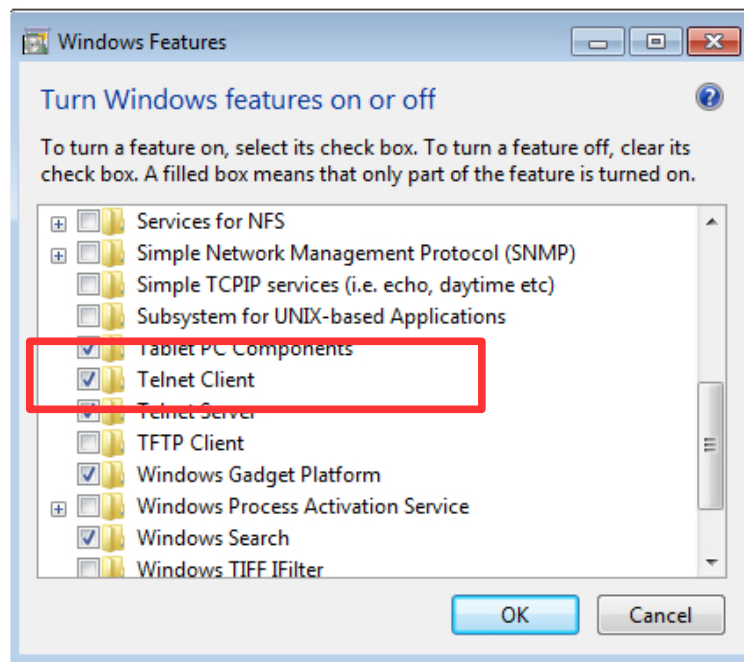 Windows Features
Turn Windows features on or off
To turn a feature on, select its check box. To turn a feature off, clear its
check box. A filled box means that only part of the feature is turned on.
Services for NFS
Simple Network Management Protocol (SNMP)
Simple TCPIP services (i.e. echo, daytime etc)
Subsystem for UNIX-based Applications
Tablet PC Components
Telnet Client
Telnet Server
TFTP Client
Windows Gadget Platform
Windows Process Activation Service
Windows Search
Windows TIFF IFilter
OK Cancel